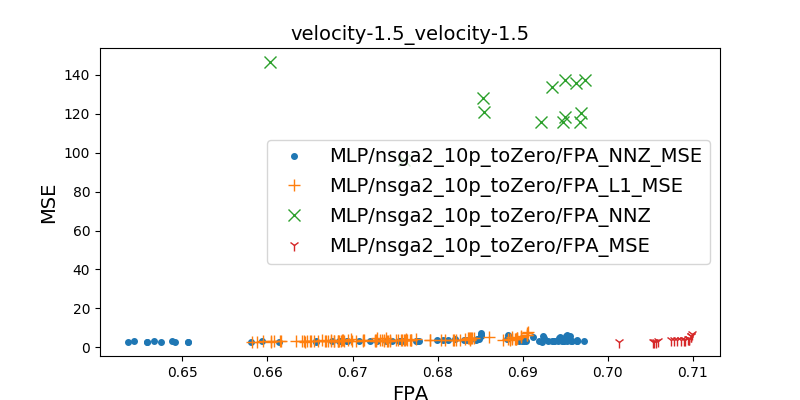 velocity-1.5_velocity-1.5
MSE
140
120
100
80
60
40
20
0
MLP/nsga2_10p_toZero/FPA_NNZ_MSE
MLP/nsga2_10p_toZero/FPA_L1_MSE
MLP/nsga2_10p_toZero/FPA_NNZ
MLP/nsga2_10p_toZero/FPA_MSE
0.65 0.66 0.67 0.68 0.69 0.70 0.71
FPA